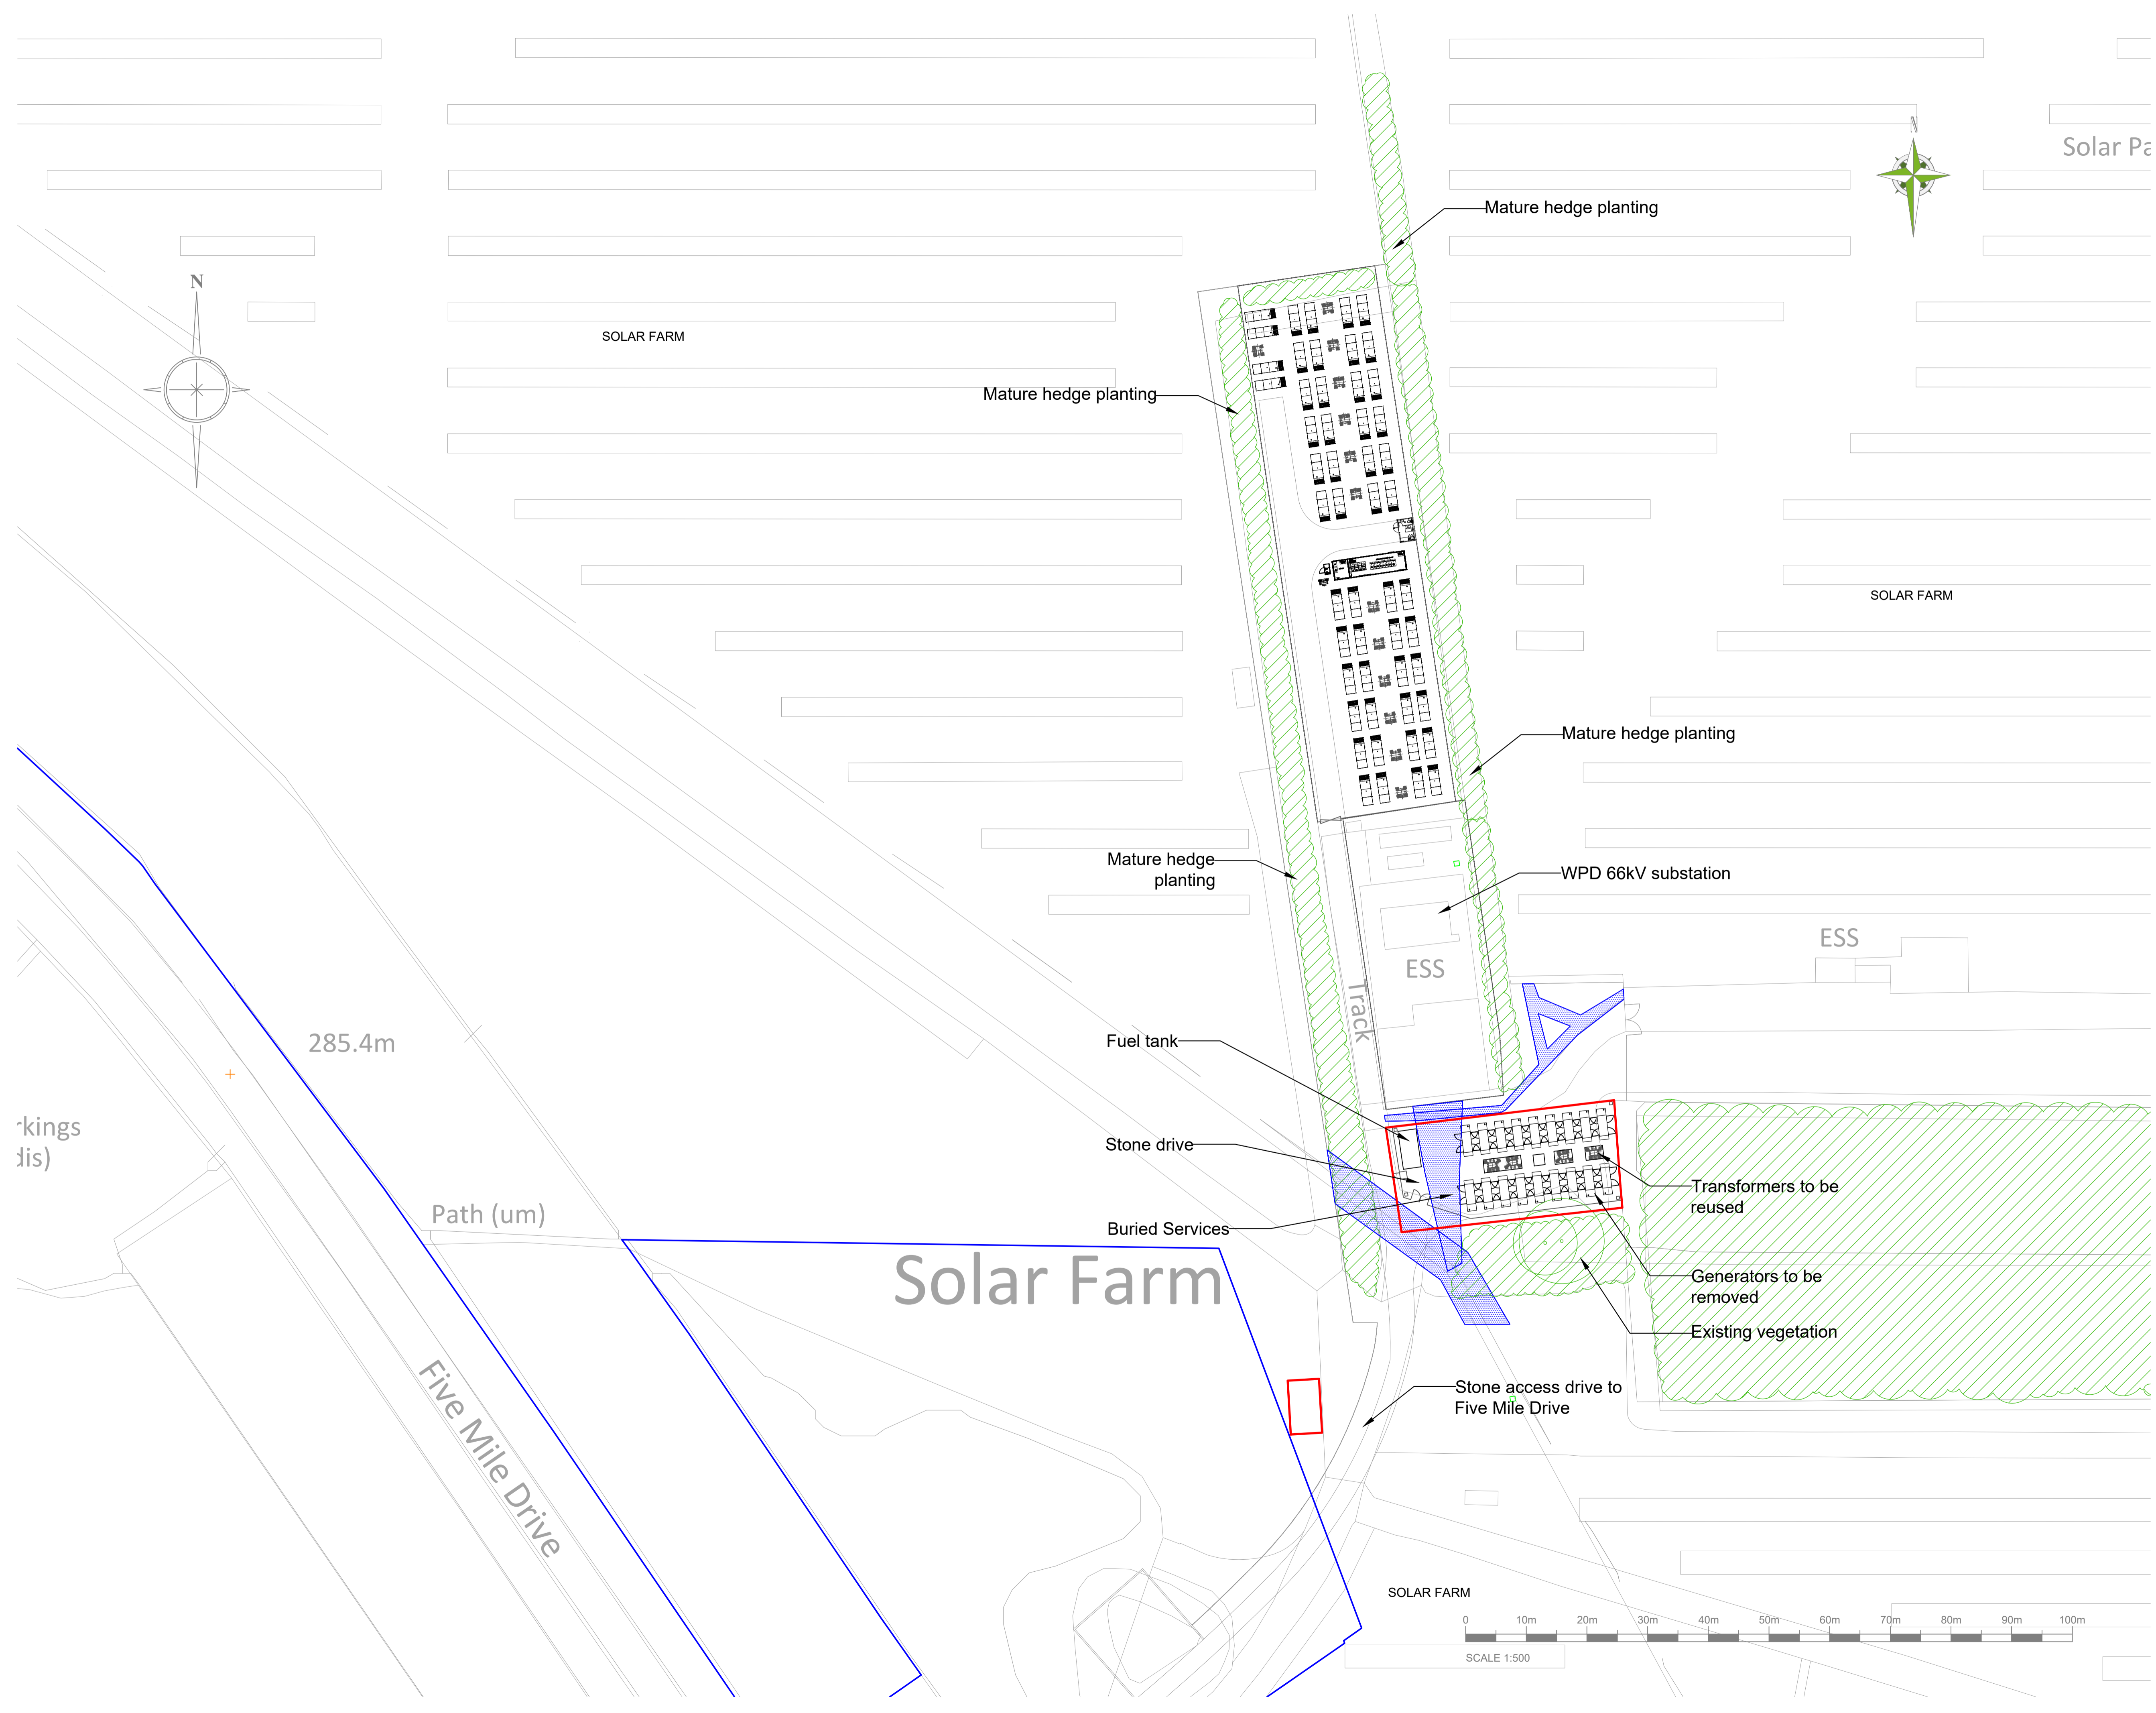 N
Solar Pa
Mature hedge planting
N
SOLAR FARM
Mature hedge planting
SOLAR FARM
Mature hedge planting
Mature hedge
planting
WPD 66kV substation
ESS
ESS
Track
285.4m
Fuel tank
rkings
dis)
Stone drive
Transformers to be
reused
Path (um)
Buried Services
Solar Farm
Generators to be
removed
Existing vegetation
Five Mile Drive
Stone access drive to
Five Mile Drive
SOLAR FARM
0 10m 20m 30m 40m 50m 60m 70m 80m 90m 100m
SCALE 1:500